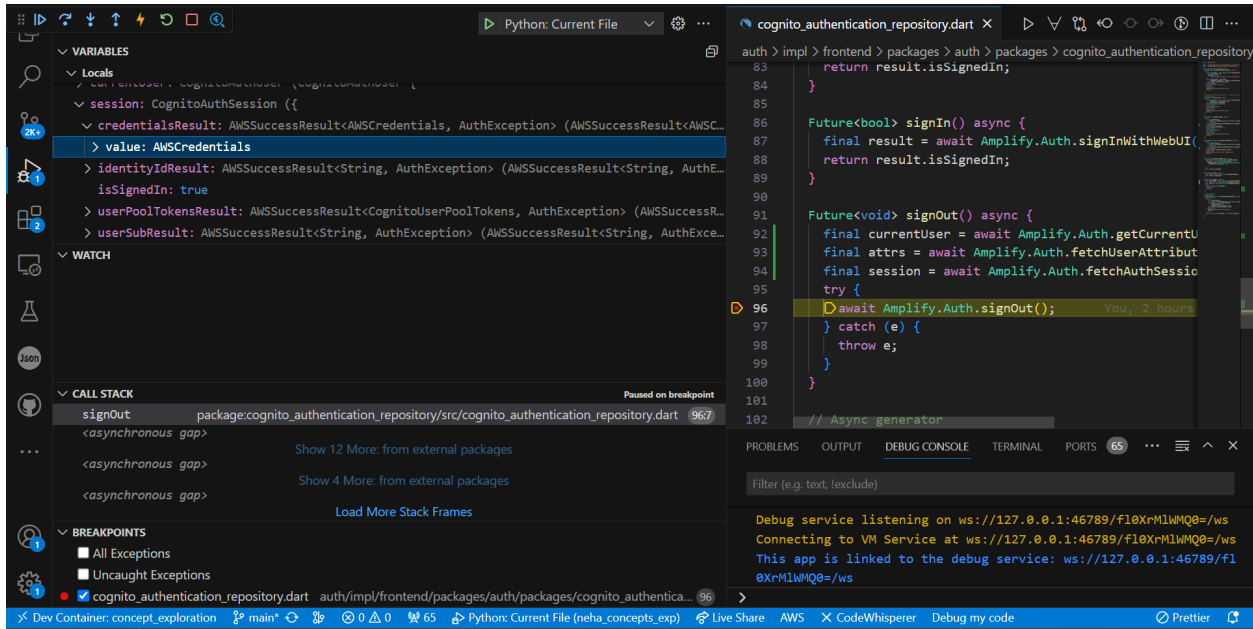 Python: Current File
cognito_authentication_repository.dart
VARIABLES
Locals
session: CognitoAuthSession ({
credentialsResult: AWSSuccessResult<AWSCredentials, AuthException> (AWSSuccessResult<AWSC...
value: AWSCredentials
identityIdResult: AWSSuccessResult<String, AuthException> (AWSSuccessResult<String, AuthE...
isSignedIn: true
userPoolTokensResult: AWSSuccessResult<CognitoUserPoolTokens, AuthException> (AWSSuccessR...
userSubResult: AWSSuccessResult<String, AuthException> (AWSSuccessResult<String, AuthExce...
WATCH
CALL STACK
Paused on breakpoint
signOut package:cognito_authentication_repository/src/cognito_authentication_repository.dart 96:7
<asynchronous gap>
Show 12 More: from external packages
<asynchronous gap>
Show 4 More: from external packages
<asynchronous gap>
Load More Stack Frames
BREAKPOINTS
All Exceptions
Uncaught Exceptions
cognito_authentication_repository.dart auth/impl/frontend/packages/auth/packages/cognito_authentica... 96
2K+
1
2
Json
1
1
auth > impl > frontend > packages > auth > packages > cognito_authentication_repository
83 return result.isSignedIn;
84 }
85
86 Future<bool> signIn() async {
87 final result = await Amplify.Auth.signInWithWebUI(
88 return result.isSignedIn;
89 }
90
91 Future<void> signOut() async {
92 final currentUser = await Amplify.Auth.getCurrentU
93 final attrs = await Amplify.Auth.fetchUserAttribut
94 final session = await Amplify.Auth.fetchAuthSessio
95 try {
96 await Amplify.Auth.signOut(); You, 2 hours
97 } catch (e) {
98 throw e;
99 }
100 }
101
102 // Async generator
PROBLEMS OUTPUT DEBUG CONSOLE TERMINAL PORTS 65
Filter (e.g. text, !exclude)
Debug service listening on ws://127.0.0.1:46789/fl0XrMlWMQ0=/ws
Connecting to VM Service at ws://127.0.0.1:46789/fl0XrMlWMQ0=/ws
This app is linked to the debug service: ws://127.0.0.1:46789/fl
0XrMlWMQ0=/ws
Dev Container: concept_exploration main* 0 0 65 Python: Current File (neha_concepts_exp) Live Share AWS CodeWhisperer Debug my code Prettier